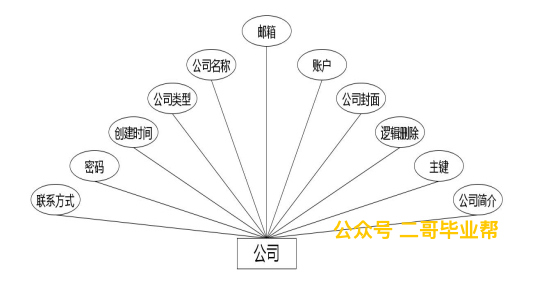 邮箱
公司名称
账户
公司类型
公司封面
创建时间
逻辑删除
密码
主键
联系方式
公司简介
公众号 二哥毕业帮
公司